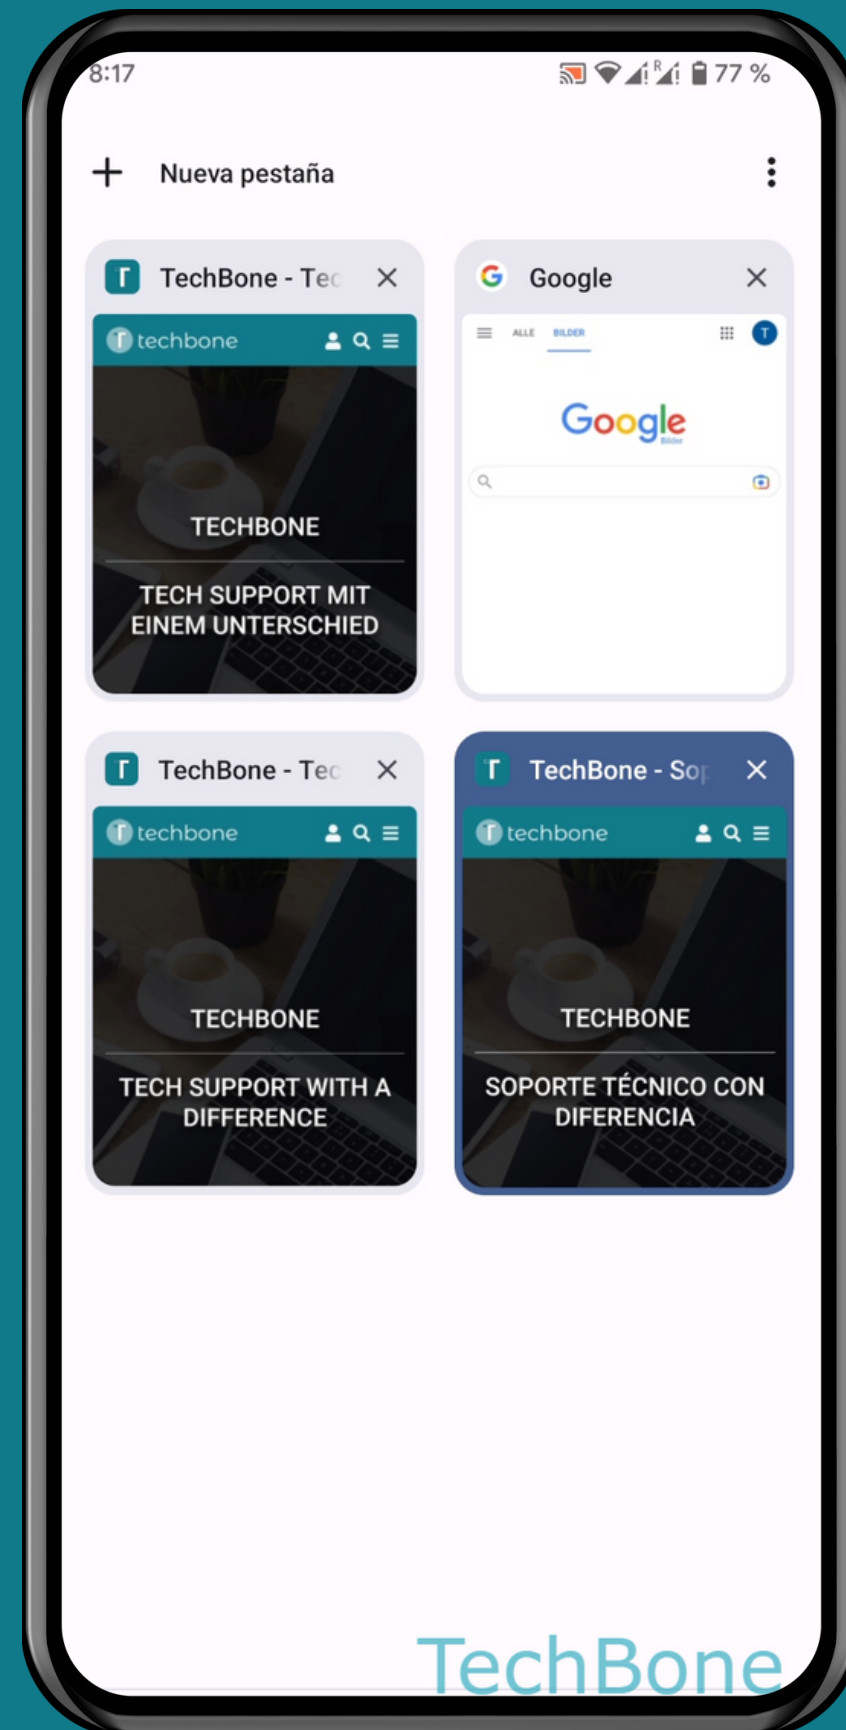 8:17
R
77 %
Nueva pestaña
TechBone - Tec
Google
techbone
TECHBONE
TECH SUPPORT MIT
EINEM UNTERSCHIED
ALLE BILDER
T
Google
Bilder
TechBone - Tec
TechBone - Sop
techbone
TECHBONE
TECH SUPPORT WITH A
DIFFERENCE
techbone
TECHBONE
SOPORTE TÉCNICO CON
DIFERENCIA
TechBone